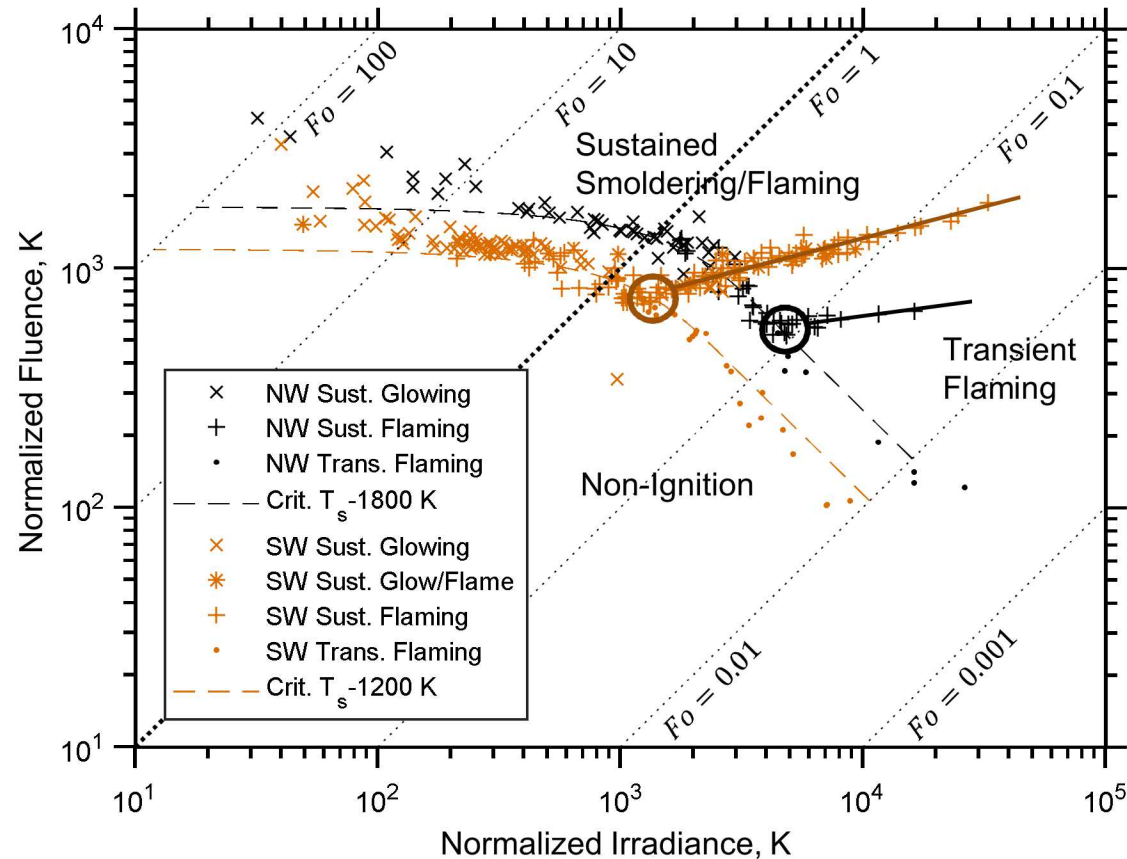 10^4
10^3
10^2
10^1
Normalized Fluence, K
Fo = 100
Fo = 10
Fo = 1
Fo = 0.1
Sustained
Smoldering/Flaming
Transient
Flaming
Non-Ignition
Fo = 0.01
Fo = 0.001
NW Sust. Glowing
NW Sust. Flaming
NW Trans. Flaming
Crit. T_s-1800 K
SW Sust. Glowing
SW Sust. Glow/Flame
SW Sust. Flaming
SW Trans. Flaming
Crit. T_s-1200 K
10^1 10^2 10^3 10^4 10^5
Normalized Irradiance, K